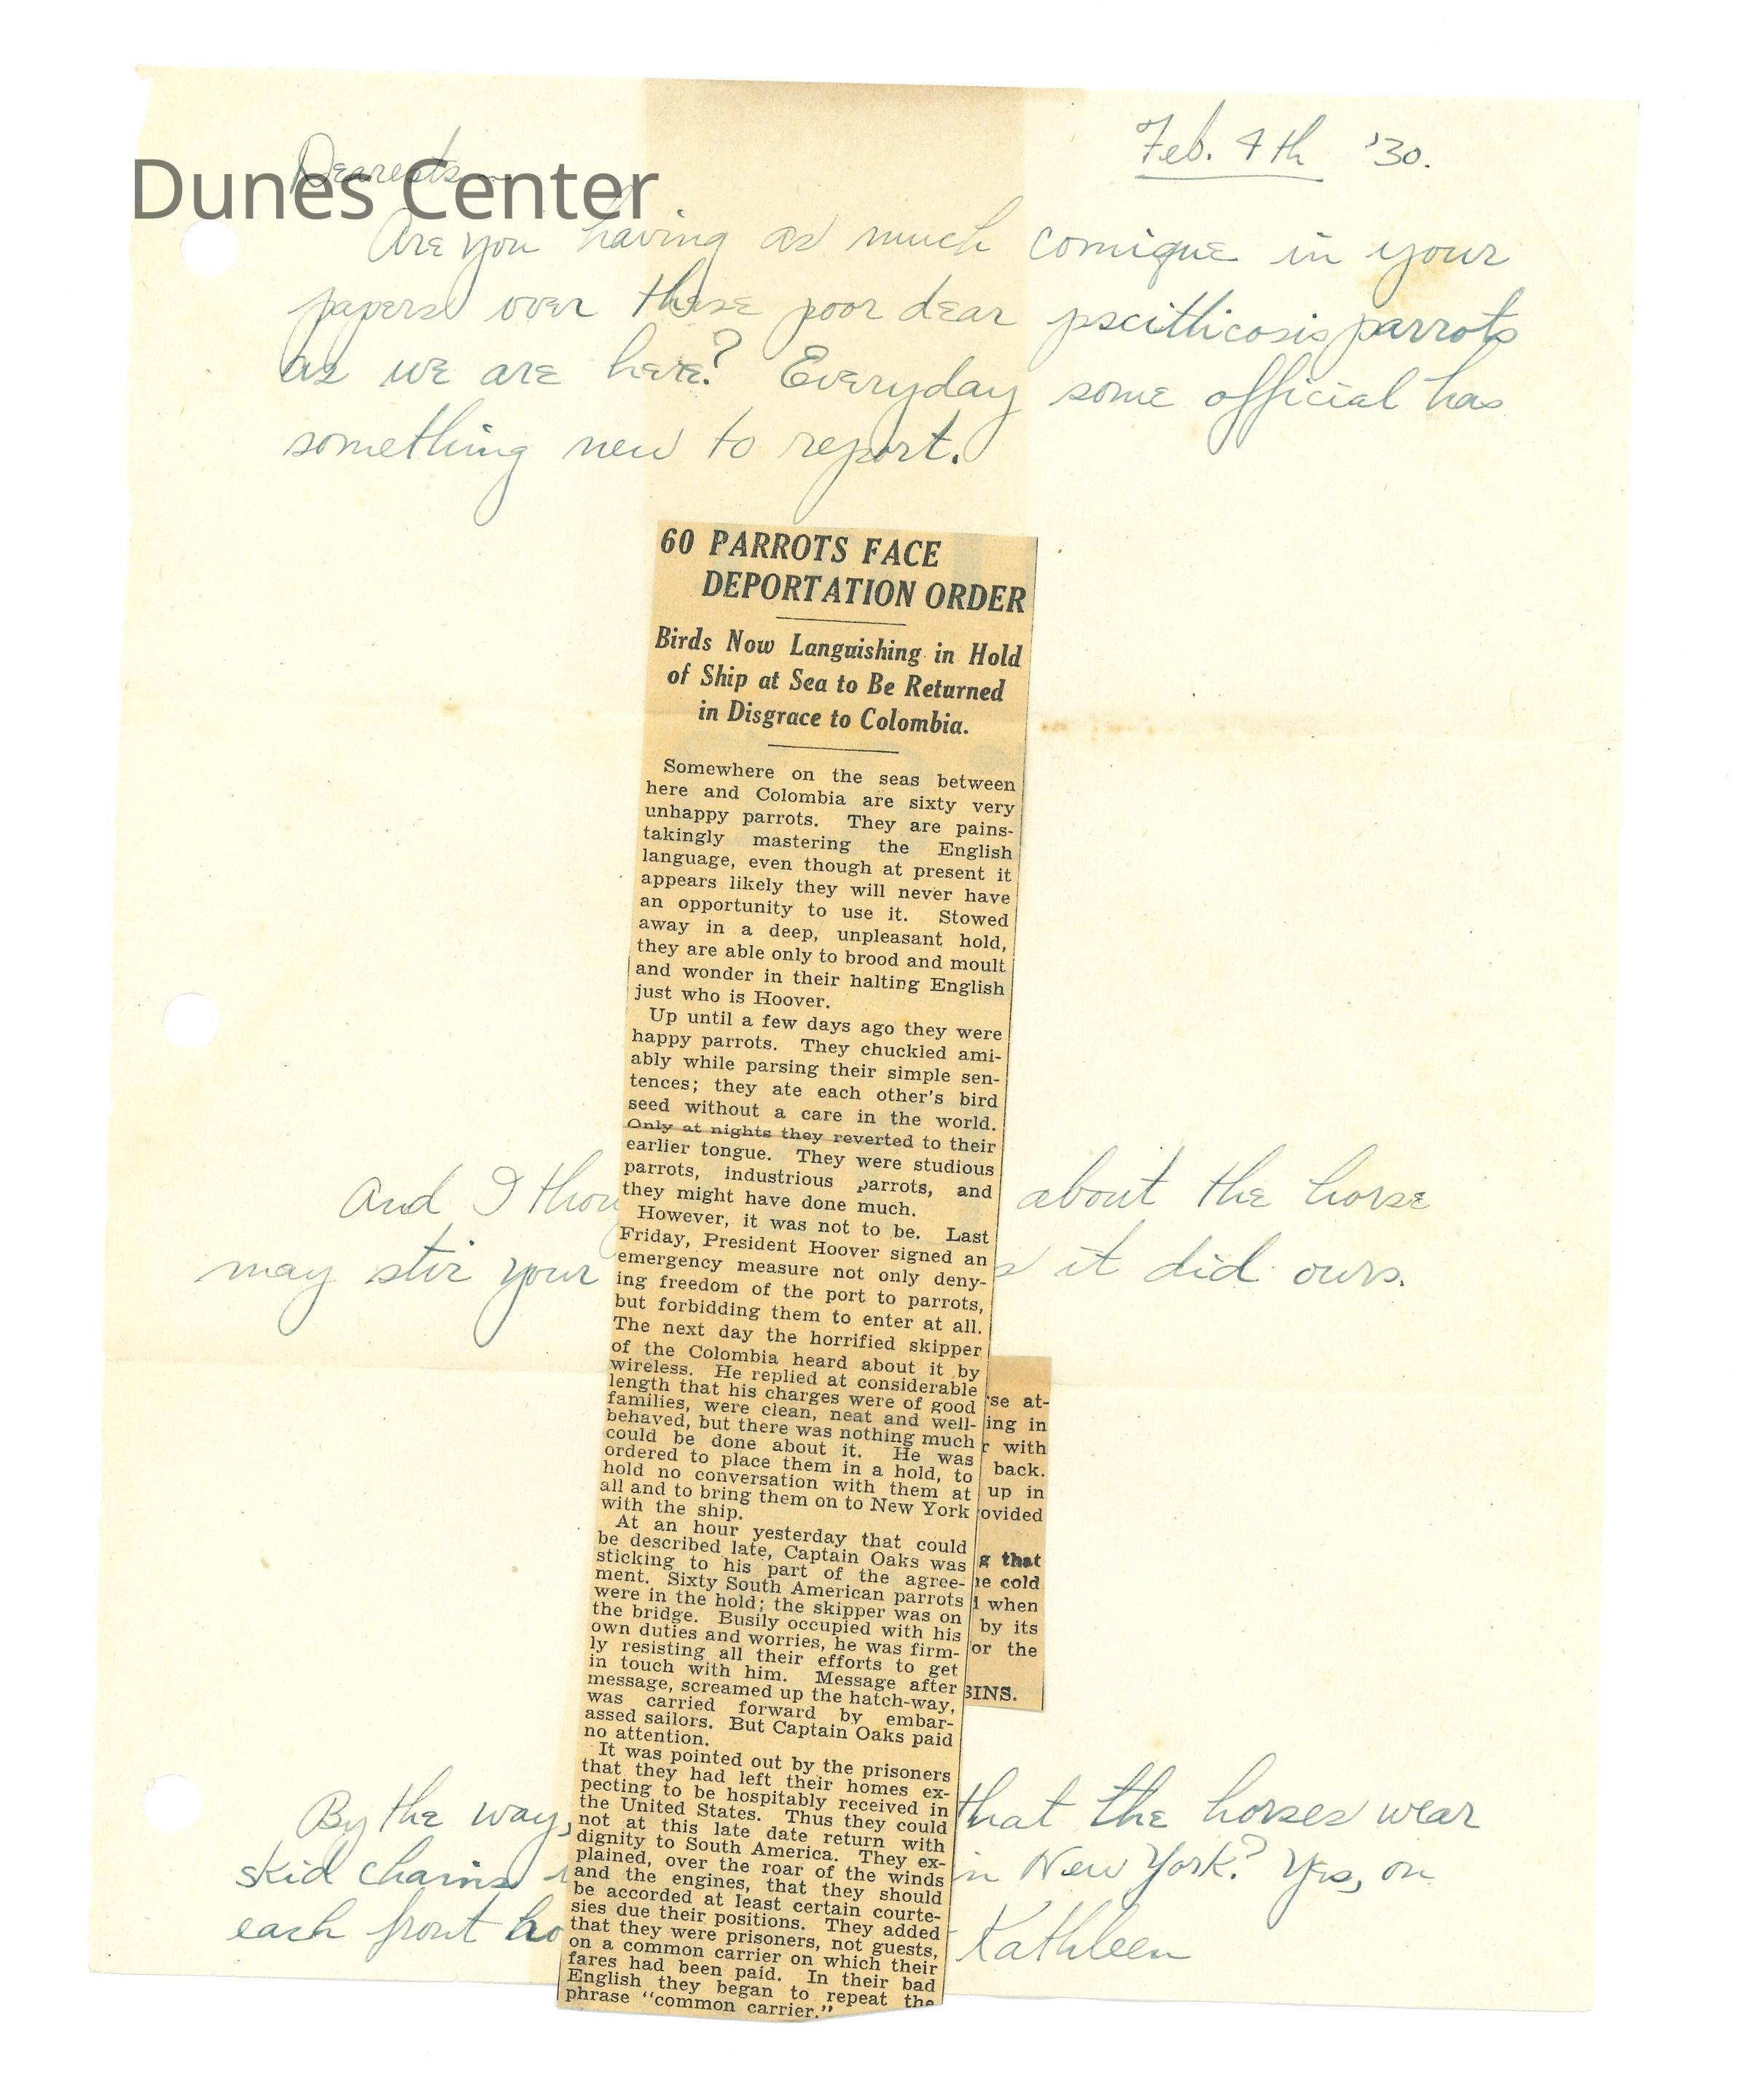 Dunes Center
Feb. 4th '30.
Dearests—
Are you having as much comique in your
papers over these poor dear pscitticosis parrots
as we are here? Everyday some official has
something new to report.
60 PARROTS FACE
DEPORTATION ORDER
Birds Now Languishing in Hold
of Ship at Sea to Be Returned
in Disgrace to Colombia.
Somewhere on the seas between
here and Colombia are sixty very
unhappy parrots. They are pains-
takingly mastering the English
language, even though at present it
appears likely they will never have
an opportunity to use it. Stowed
away in a deep, unpleasant hold,
they are able only to brood and moult
and wonder in their halting English
just who is Hoover.
Up until a few days ago they were
happy parrots. They chuckled ami-
ably while parsing their simple sen-
tences; they ate each other's bird
seed without a care in the world.
Only at nights they reverted to their
earlier tongue. They were studious
parrots, industrious parrots, and
they might have done much.
However, it was not to be. Last
Friday, President Hoover signed an
emergency measure not only deny-
ing freedom of the port to parrots,
but forbidding them to enter at all.
The next day the horrified skipper
of the Colombia heard about it by
wireless. He replied at considerable
length that his charges were of good
families, were clean, neat and well-
behaved, but there was nothing much
could be done about it. He was
ordered to place them in a hold, to
hold no conversation with them at
all and to bring them on to New York
with the ship.
At an hour yesterday that could
be described late, Captain Oaks was
sticking to his part of the agree-
ment. Sixty South American parrots
were in the hold; the skipper was on
the bridge. Busily occupied with his
own duties and worries, he was firm-
ly resisting all their efforts to get
in touch with him. Message after
message, screamed up the hatch-way,
was carried forward by embar-
assed sailors. But Captain Oaks paid
no attention.
It was pointed out by the prisoners
that they had left their homes ex-
pecting to be hospitably received in
the United States. Thus they could
not at this late date return with
dignity to South America. They ex-
plained, over the roar of the winds
and the engines, that they should
be accorded at least certain courte-
sies due their positions. They added
that they were prisoners, not guests,
on a common carrier on which their
fares had been paid. In their bad
English they began to repeat the
phrase "common carrier."
And I thou about the horse
may stir your it did ours.
se at-
ing in
with
back.
up in
ovided
that
cold
when
by its
or the
BINS.
By the way, that the horses wear
skid chains in New York? Yes, on
each front ho Kathleen